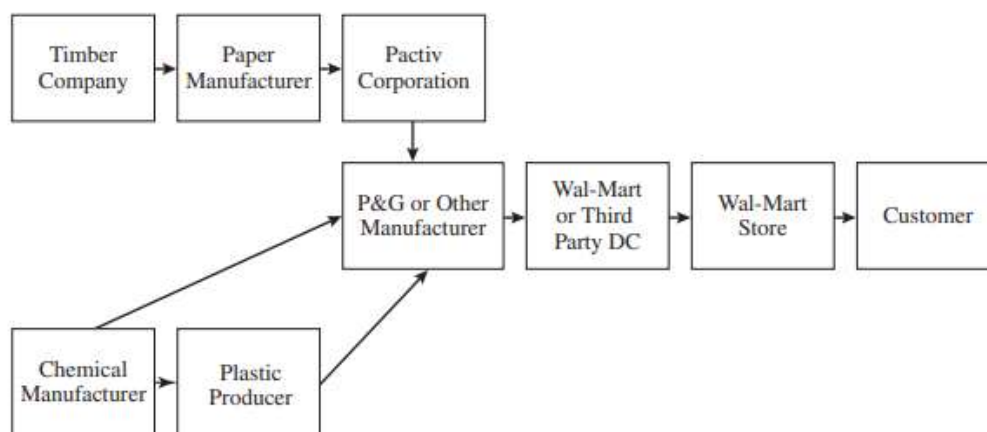 Timber
Company
Paper
Manufacturer
Pactiv
Corporation
P&G or Other
Manufacturer
Wal-Mart
or Third
Party DC
Wal-Mart
Store
Customer
Chemical
Manufacturer
Plastic
Producer